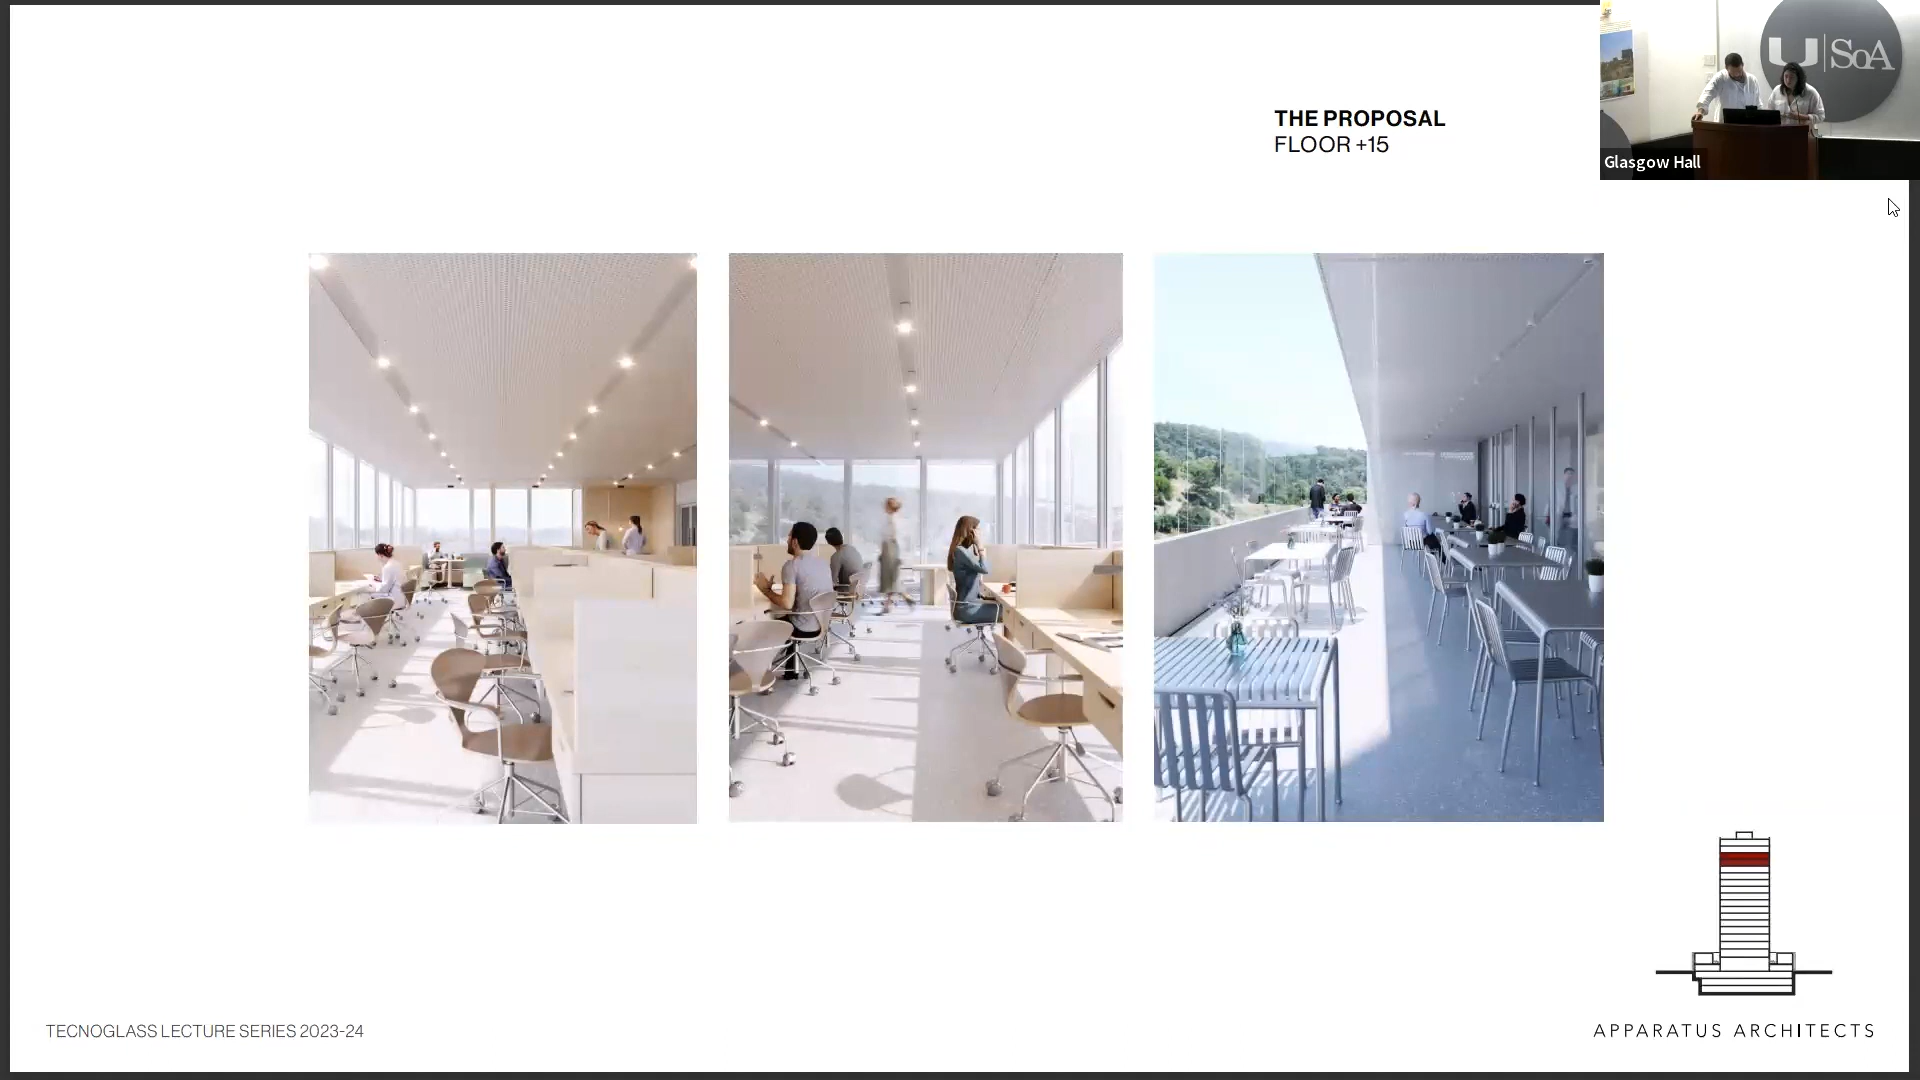 THE PROPOSAL
FLOOR +15
U SoA
Glasgow Hall
TECNOGLASS LECTURE SERIES 2023-24
APPARATUS ARCHITECTS